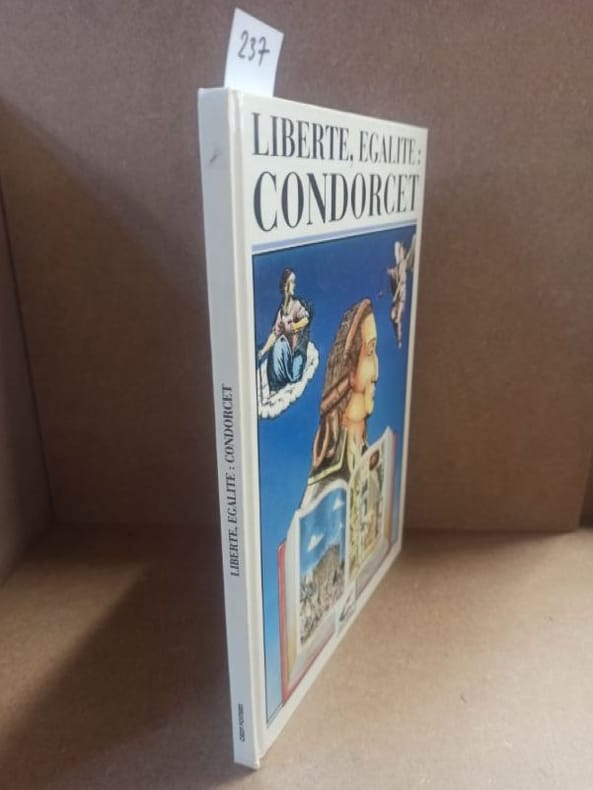 237
LIBERTE, EGALITE :
CONDORCET
LIBERTE, EGALITE : CONDORCET